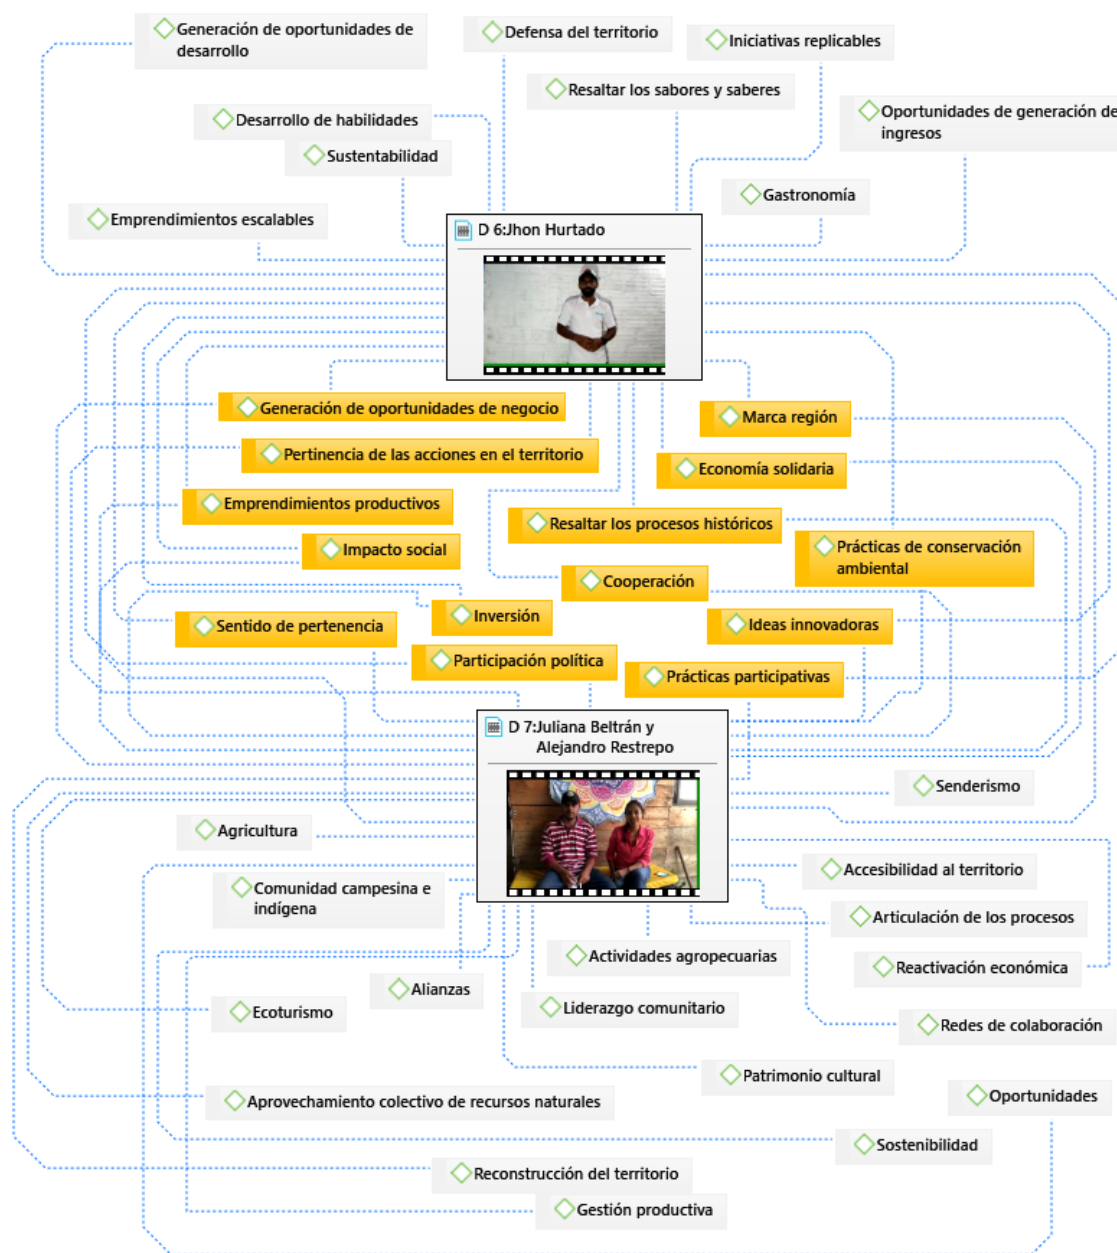 Generación de oportunidades de
desarrollo
Defensa del territorio
Iniciativas replicables
Resaltar los sabores y saberes
Desarrollo de habilidades
Oportunidades de generación de
ingresos
Sustentabilidad
Gastronomía
Emprendimientos escalables
D 6:Jhon Hurtado
Generación de oportunidades de negocio
Marca región
Pertinencia de las acciones en el territorio
Economía solidaria
Emprendimientos productivos
Resaltar los procesos históricos
Impacto social
Prácticas de conservación
ambiental
Cooperación
Inversión
Sentido de pertenencia
Ideas innovadoras
Participación política
Prácticas participativas
D 7:Juliana Beltrán y
Alejandro Restrepo
Senderismo
Agricultura
Accesibilidad al territorio
Comunidad campesina e
indígena
Articulación de los procesos
Actividades agropecuarias
Reactivación económica
Alianzas
Liderazgo comunitario
Ecoturismo
Redes de colaboración
Patrimonio cultural
Aprovechamiento colectivo de recursos naturales
Oportunidades
Sostenibilidad
Reconstrucción del territorio
Gestión productiva